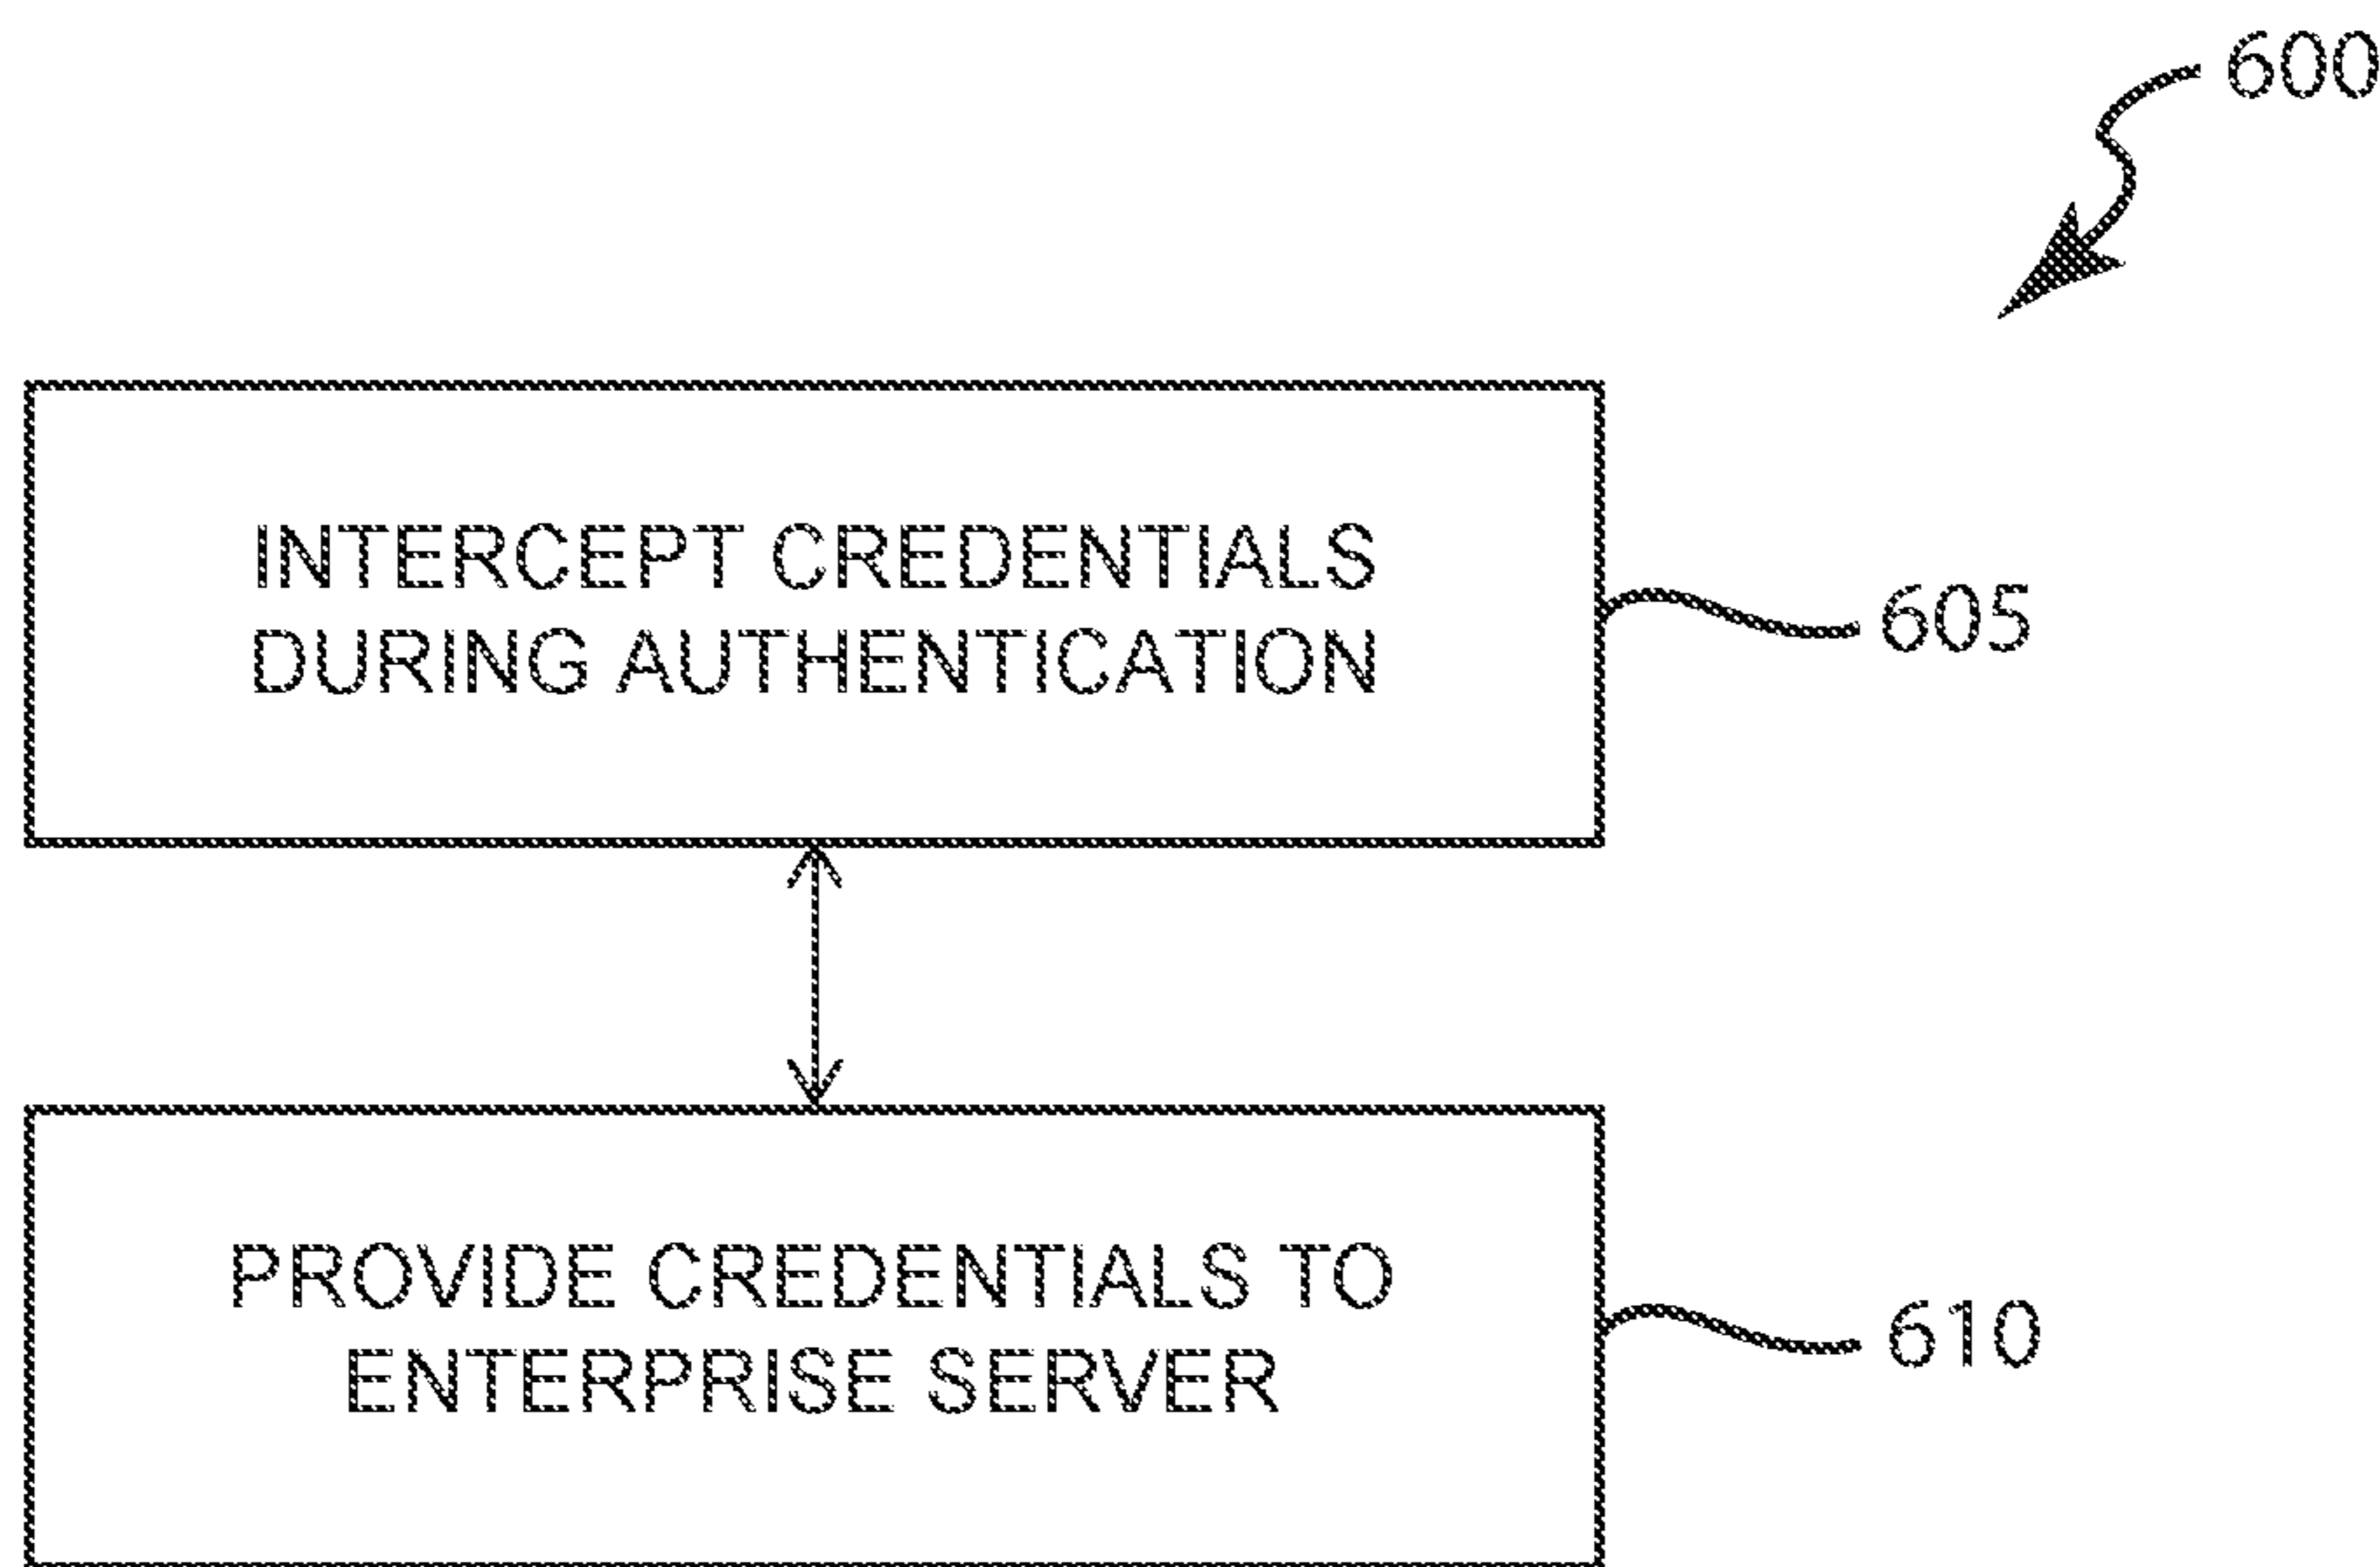 600
INTERCEPT CREDENTIALS
DURING AUTHENTICATION
605
PROVIDE CREDENTIALS TO
ENTERPRISE SERVER
610